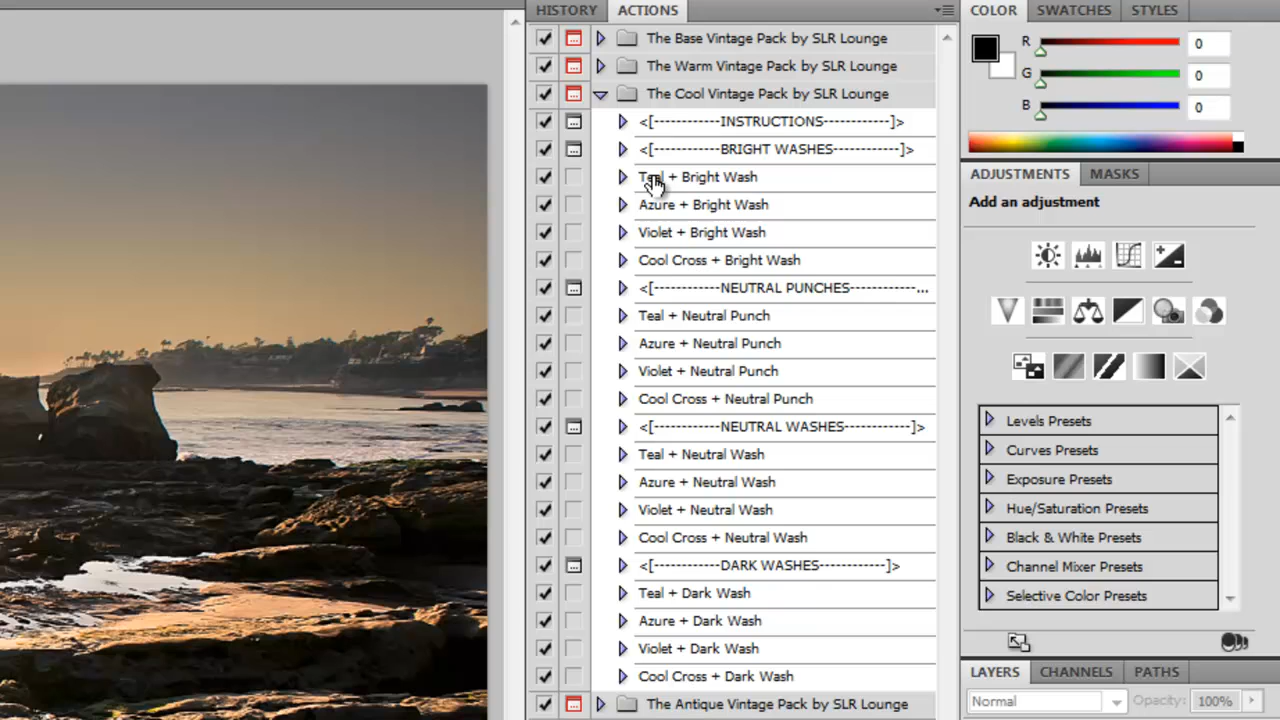 HISTORY ACTIONS
The Base Vintage Pack by SLR Lounge
The Warm Vintage Pack by SLR Lounge
The Cool Vintage Pack by SLR Lounge
<[------------INSTRUCTIONS------------]>
<[------------BRIGHT WASHES------------]>
Teal + Bright Wash
Azure + Bright Wash
Violet + Bright Wash
Cool Cross + Bright Wash
<[------------NEUTRAL PUNCHES------------...
Teal + Neutral Punch
Azure + Neutral Punch
Violet + Neutral Punch
Cool Cross + Neutral Punch
<[------------NEUTRAL WASHES------------]>
Teal + Neutral Wash
Azure + Neutral Wash
Violet + Neutral Wash
Cool Cross + Neutral Wash
<[------------DARK WASHES------------]>
Teal + Dark Wash
Azure + Dark Wash
Violet + Dark Wash
Cool Cross + Dark Wash
The Antique Vintage Pack by SLR Lounge
COLOR SWATCHES STYLES
R 0
G 0
B 0
ADJUSTMENTS MASKS
Add an adjustment
Levels Presets
Curves Presets
Exposure Presets
Hue/Saturation Presets
Black & White Presets
Channel Mixer Presets
Selective Color Presets
LAYERS CHANNELS PATHS
Normal Opacity: 100%